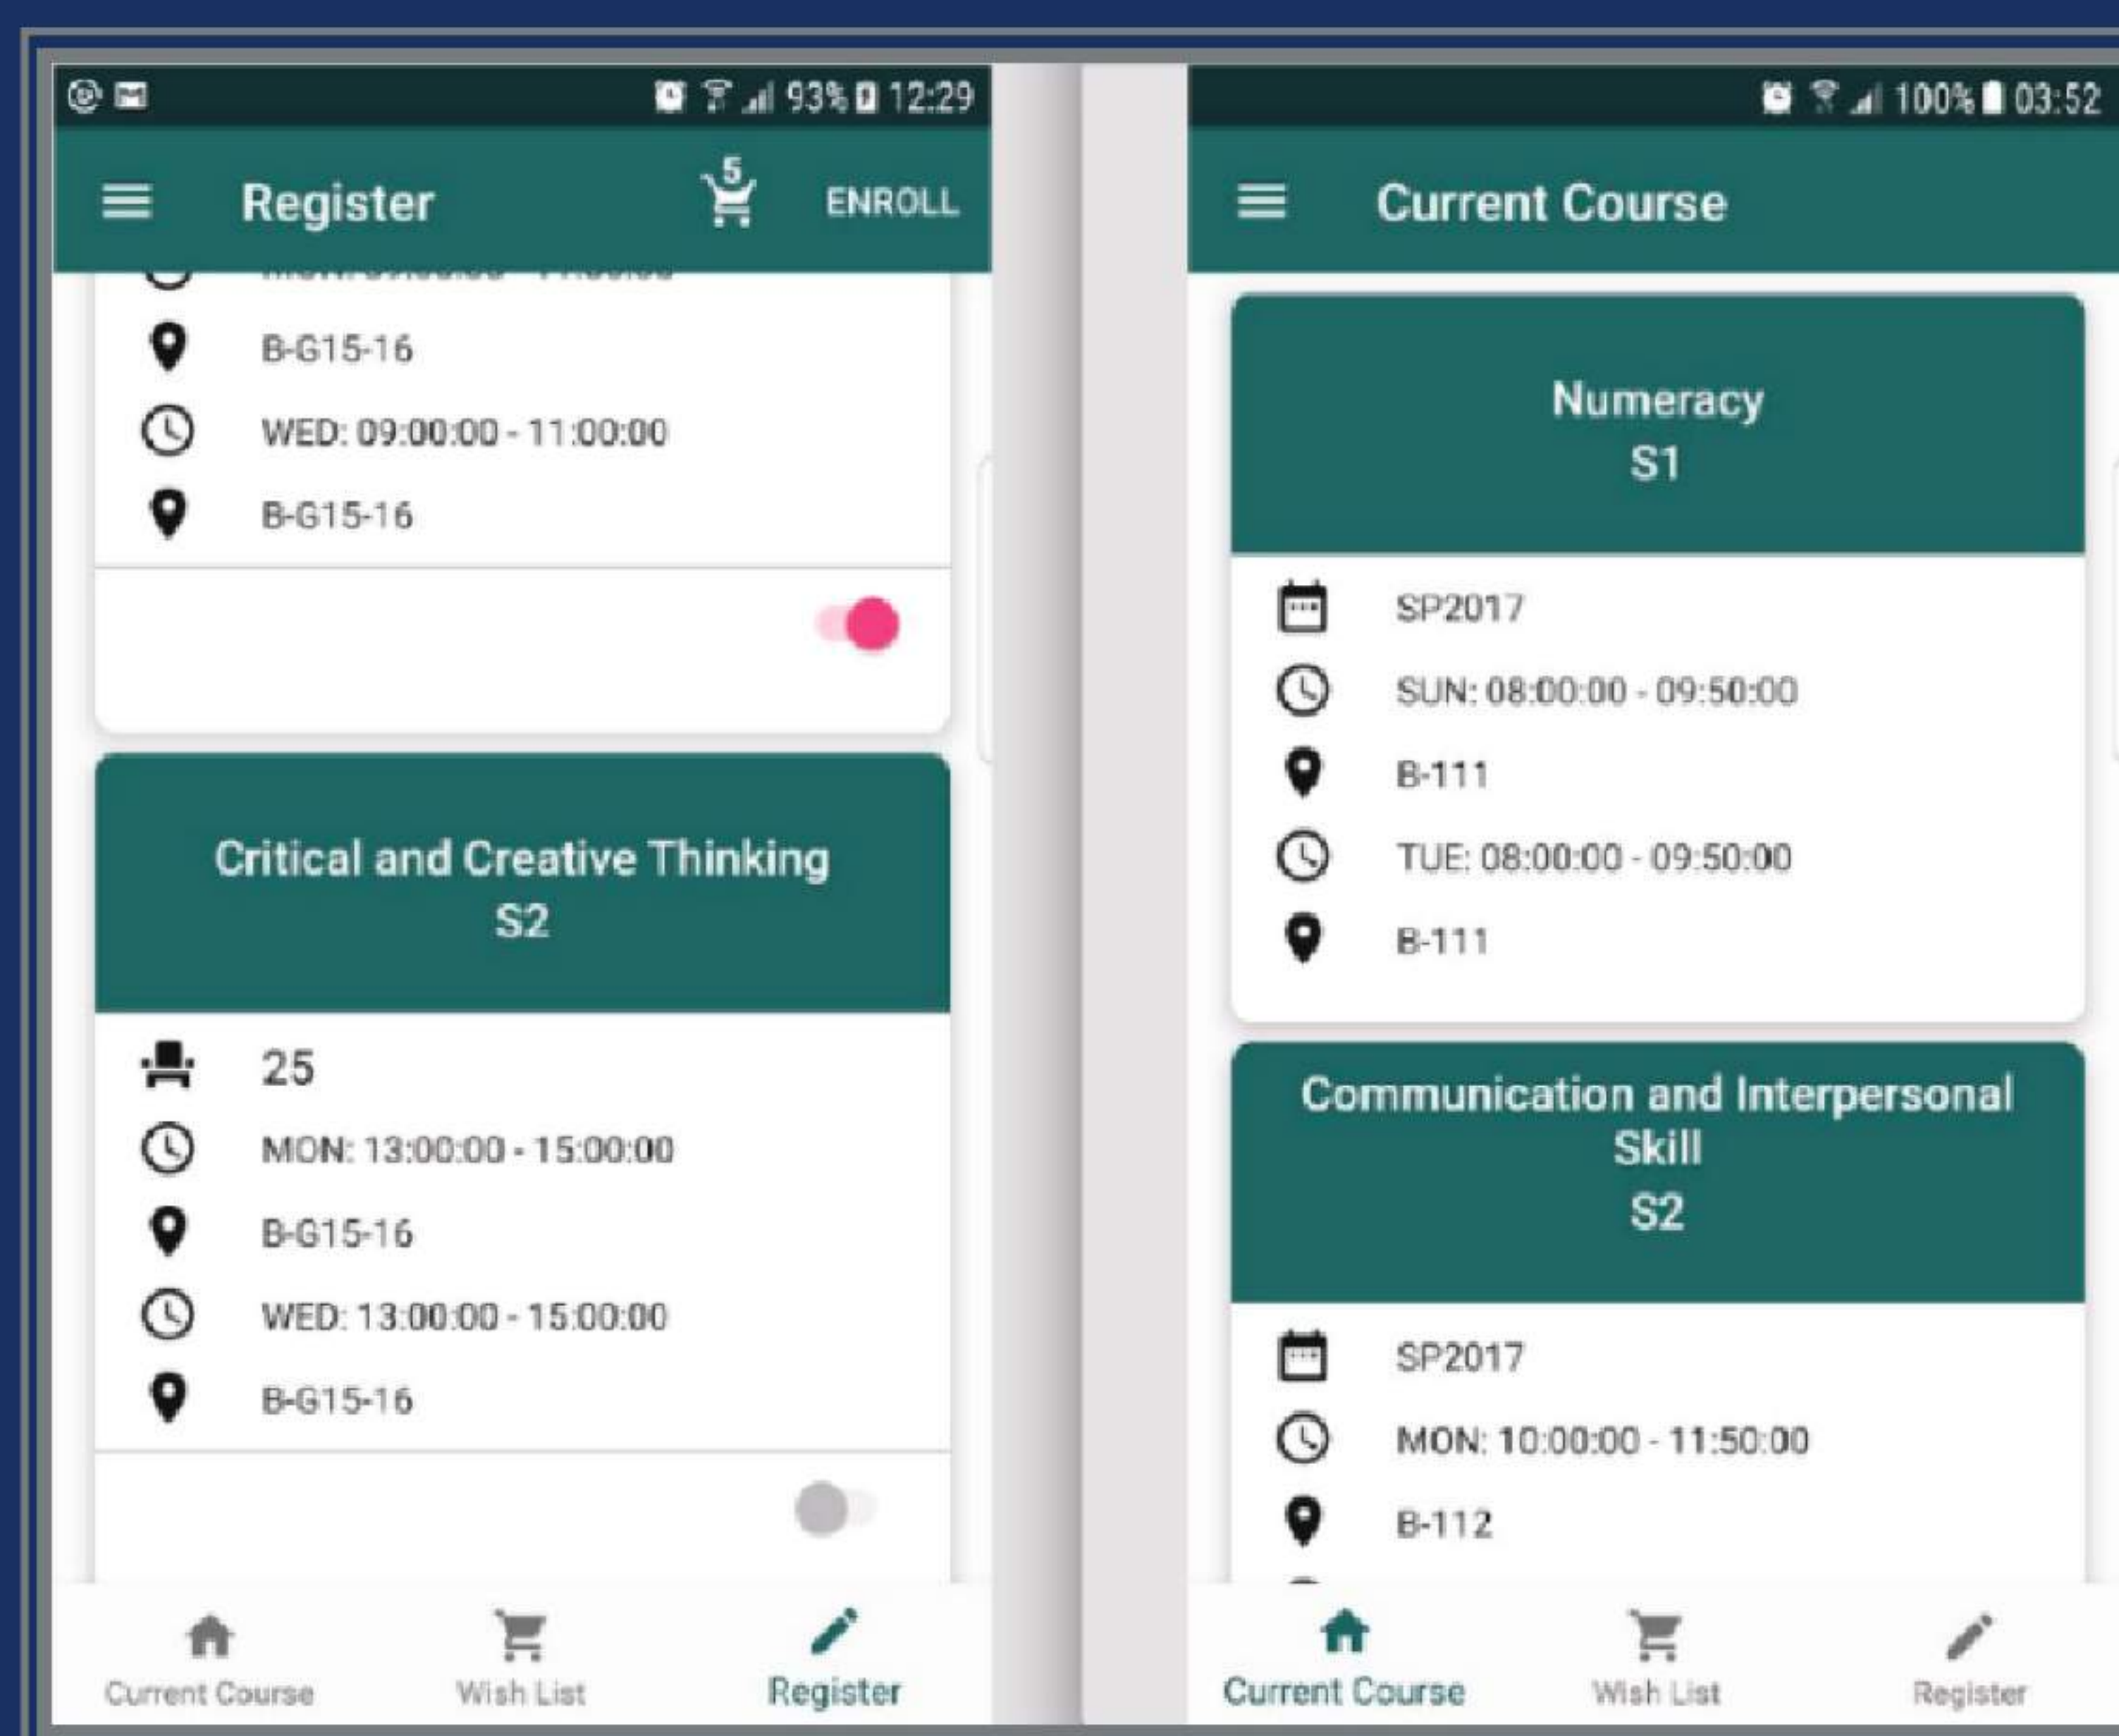 93% 12:29
Register 5 ENROLL
B-G15-16
WED: 09:00:00 - 11:00:00
B-G15-16
Critical and Creative Thinking
S2
25
MON: 13:00:00 - 15:00:00
B-G15-16
WED: 13:00:00 - 15:00:00
B-G15-16
Current Course Wish List Register
100% 03:52
Current Course
Numeracy
S1
SP2017
SUN: 08:00:00 - 09:50:00
B-111
TUE: 08:00:00 - 09:50:00
B-111
Communication and Interpersonal
Skill
S2
SP2017
MON: 10:00:00 - 11:50:00
B-112
Current Course Wish List Register